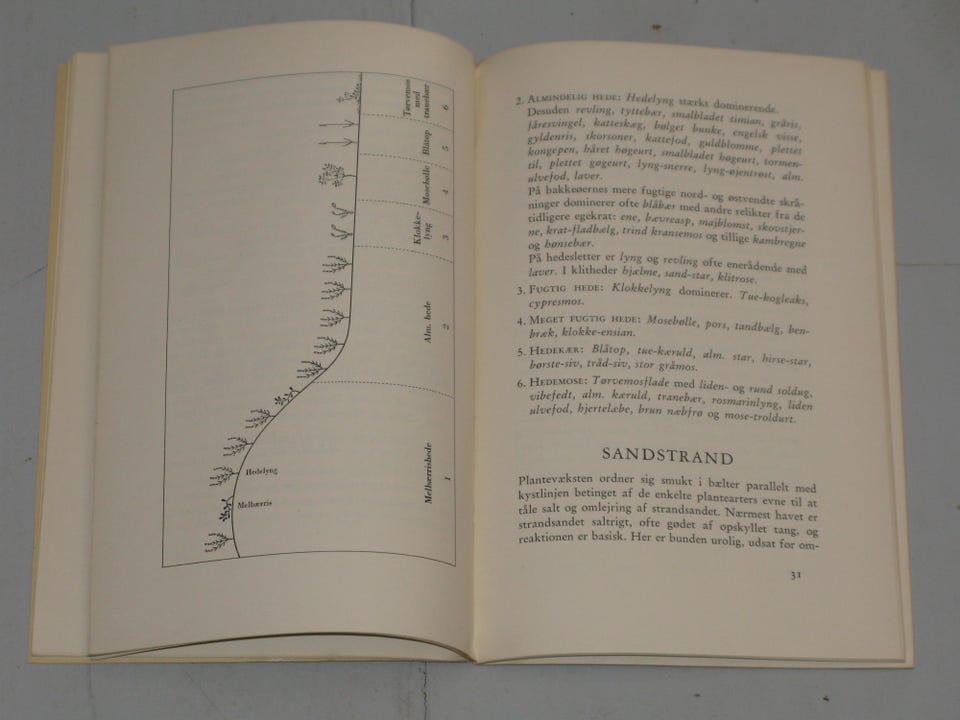 Tørvemos
med
tranebær
6
Blåtop
5
Mosebølle
4
Klokke-
lyng
3
Alm. hede
2
Melbærrishede
1
Hedelyng
Melbærris
2. ALMINDELIG HEDE: Hedelyng stærkt dominerende.
Desuden revling, tyttebær, smalbladet timian, gråris,
fåresvingel, katteskæg, bølget bunke, engelsk visse,
gyldenris, skorsoner, kattefod, guldblomme, plettet
kongepen, håret høgeurt, smalbladet høgeurt, tormen-
til, plettet gøgeurt, lyng-snerre, lyng-øjentrøst, alm.
ulvefod, laver.
På bakkeøernes mere fugtige nord- og østvendte skrå-
ninger dominerer ofte blåbær med andre relikter fra de
tidligere egekrat: ene, bævreasp, majblomst, skovstjer-
ne, krat-fladbælg, trind kransemos og tillige kambregne
og hønsebær.
På hedesletter er lyng og revling ofte enerådende med
laver. I klitheder hjælme, sand-star, klitrose.
3. FUGTIG HEDE: Klokkelyng dominerer. Tue-kogleaks,
cypresmos.
4. MEGET FUGTIG HEDE: Mosebølle, pors, tandbælg, ben-
bræk, klokke-ensian.
5. HEDEKÆR: Blåtop, tue-kæruld, alm. star, hirse-star,
børste-siv, tråd-siv, stor gråmos.
6. HEDEMOSE: Tørvemosflade med liden- og rund soldug,
vibefedt, alm. kæruld, tranebær, rosmarinlyng, liden
ulvefod, hjertelæbe, brun næbfrø og mose-troldurt.
SANDSTRAND
Plantevæksten ordner sig smukt i bælter parallelt med
kystlinjen betinget af de enkelte plantearters evne til at
tåle salt og omlejring af strandsandet. Nærmest havet er
strandsandet saltrigt, ofte gødet af opskyllet tang, og
reaktionen er basisk. Her er bunden urolig, udsat for om-
31